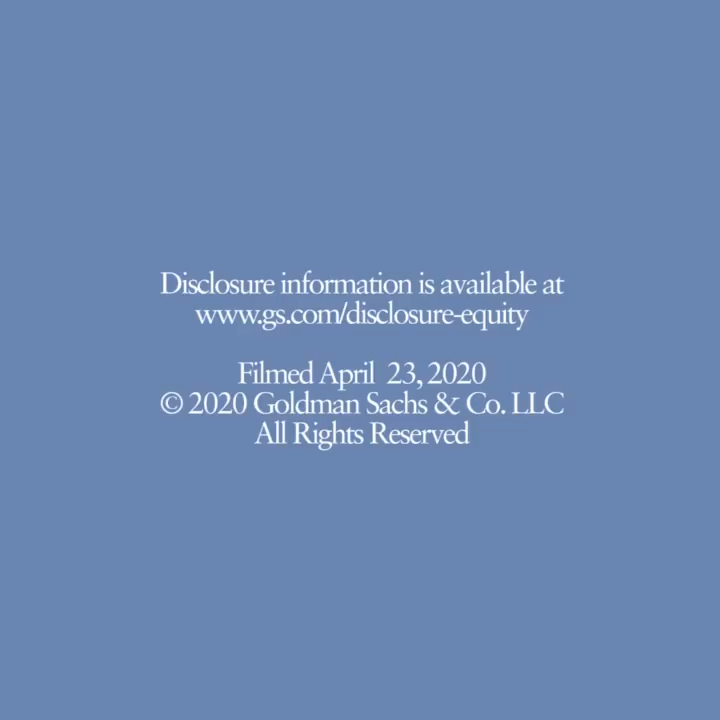 Disclosure information is available at
www.gs.com/disclosure-equity
Filmed April  23, 2020
© 2020 Goldman Sachs & Co. LLC
All Rights Reserved